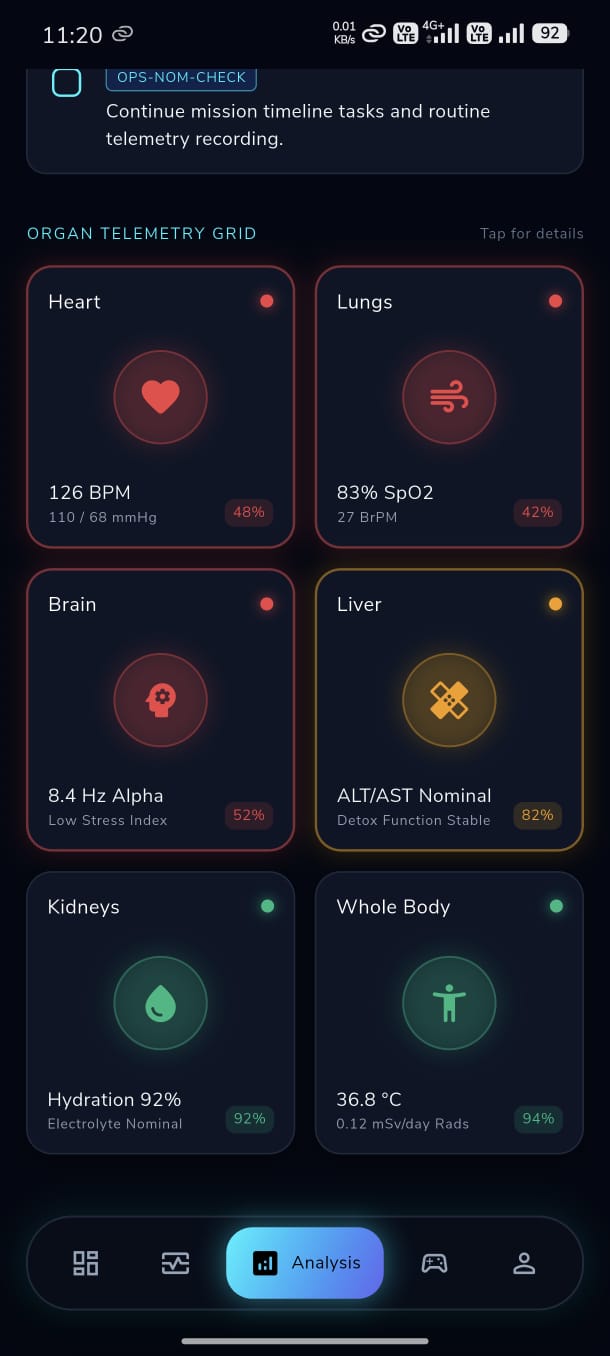 11:20
0.01
KB/s
Vo
LTE
4G+
Vo
LTE
92
OPS-NOM-CHECK
Continue mission timeline tasks and routine
telemetry recording.
ORGAN TELEMETRY GRID
Tap for details
Heart
126 BPM
110 / 68 mmHg
48%
Lungs
83% SpO2
27 BrPM
42%
Brain
8.4 Hz Alpha
Low Stress Index
52%
Liver
ALT/AST Nominal
Detox Function Stable
82%
Kidneys
Hydration 92%
Electrolyte Nominal
92%
Whole Body
36.8 °C
0.12 mSv/day Rads
94%
Analysis